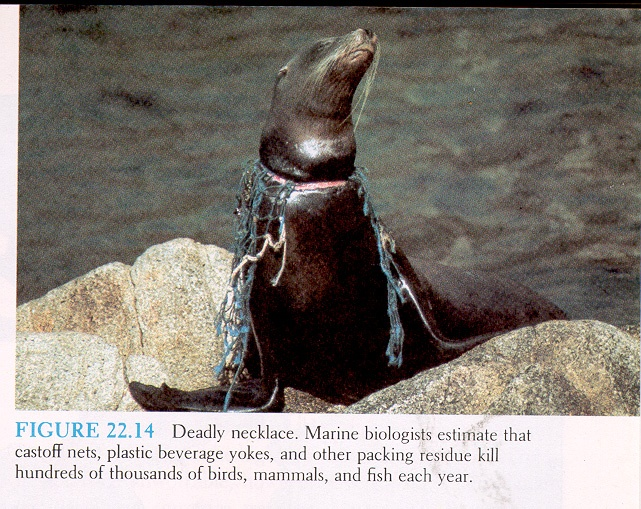 FIGURE 22.14 Deadly necklace. Marine biologists estimate that
castoff nets, plastic beverage yokes, and other packing residue kill
hundreds of thousands of birds, mammals, and fish each year.